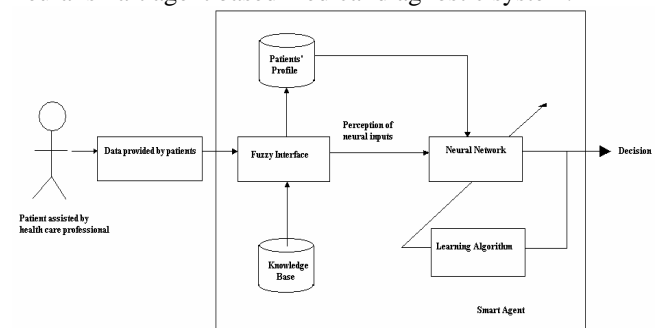 Patients'
Profile
Perception of
neural inputs
Data provided by patients
Fuzzy Interface
Neural Network
Decision
Patient assisted by
health care professional
Learning Algorithm
Knowledge
Base
Smart Agent